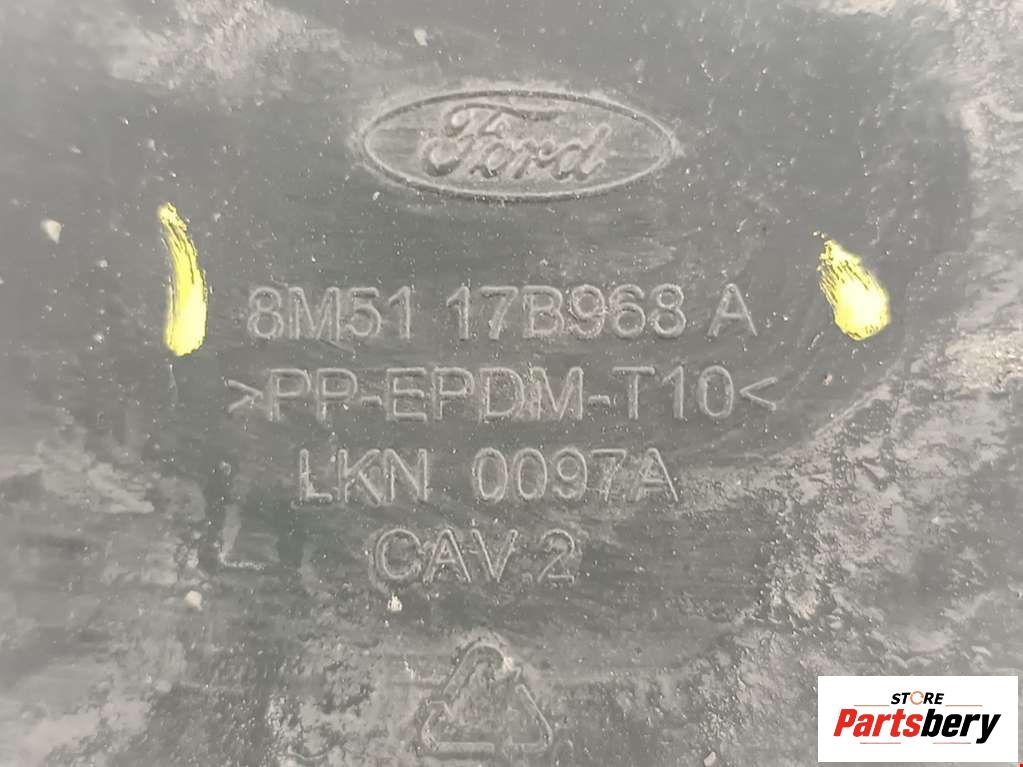 Ford
8M51 17B968 A
>PP-EPDM-T10<
LKN 0097A
CAV.2
STORE
Partsbery